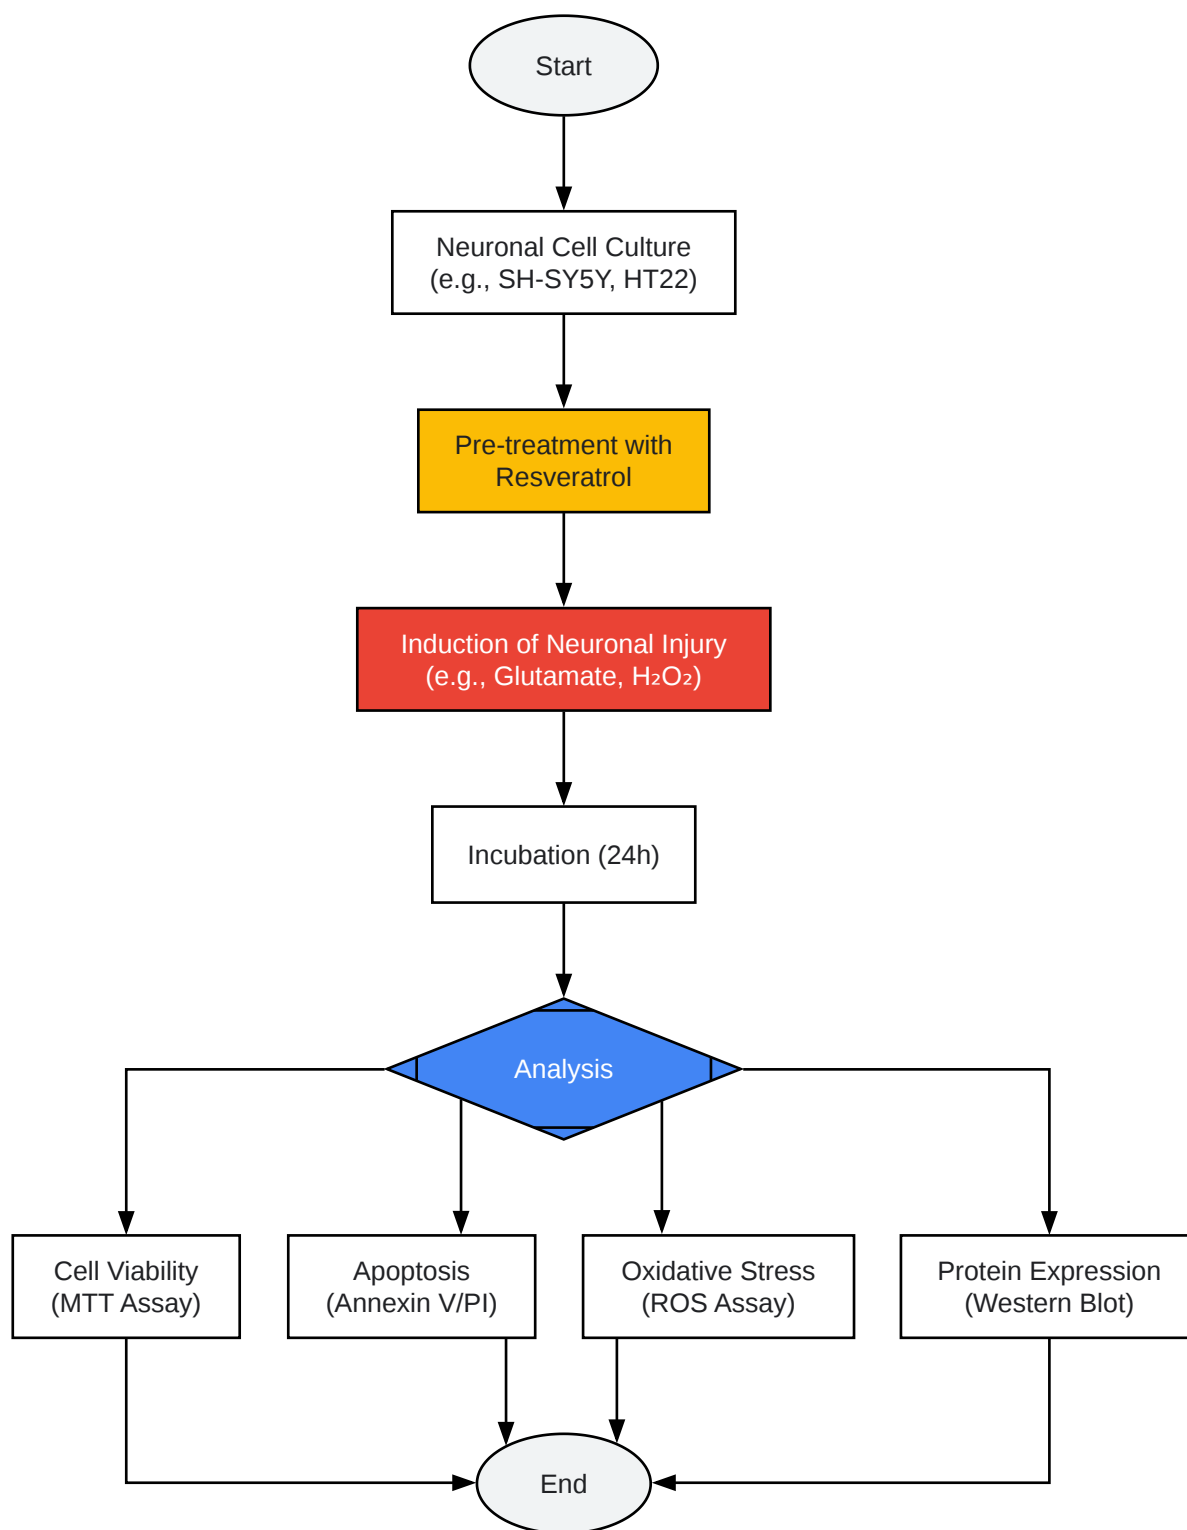 Start
Neuronal Cell Culture
(e.g., SH-SY5Y, HT22)
Pre-treatment with
Resveratrol
Induction of Neuronal Injury
(e.g., Glutamate, H₂O₂)
Incubation (24h)
Analysis
Cell Viability
(MTT Assay)
Apoptosis
(Annexin V/PI)
Oxidative Stress
(ROS Assay)
Protein Expression
(Western Blot)
End